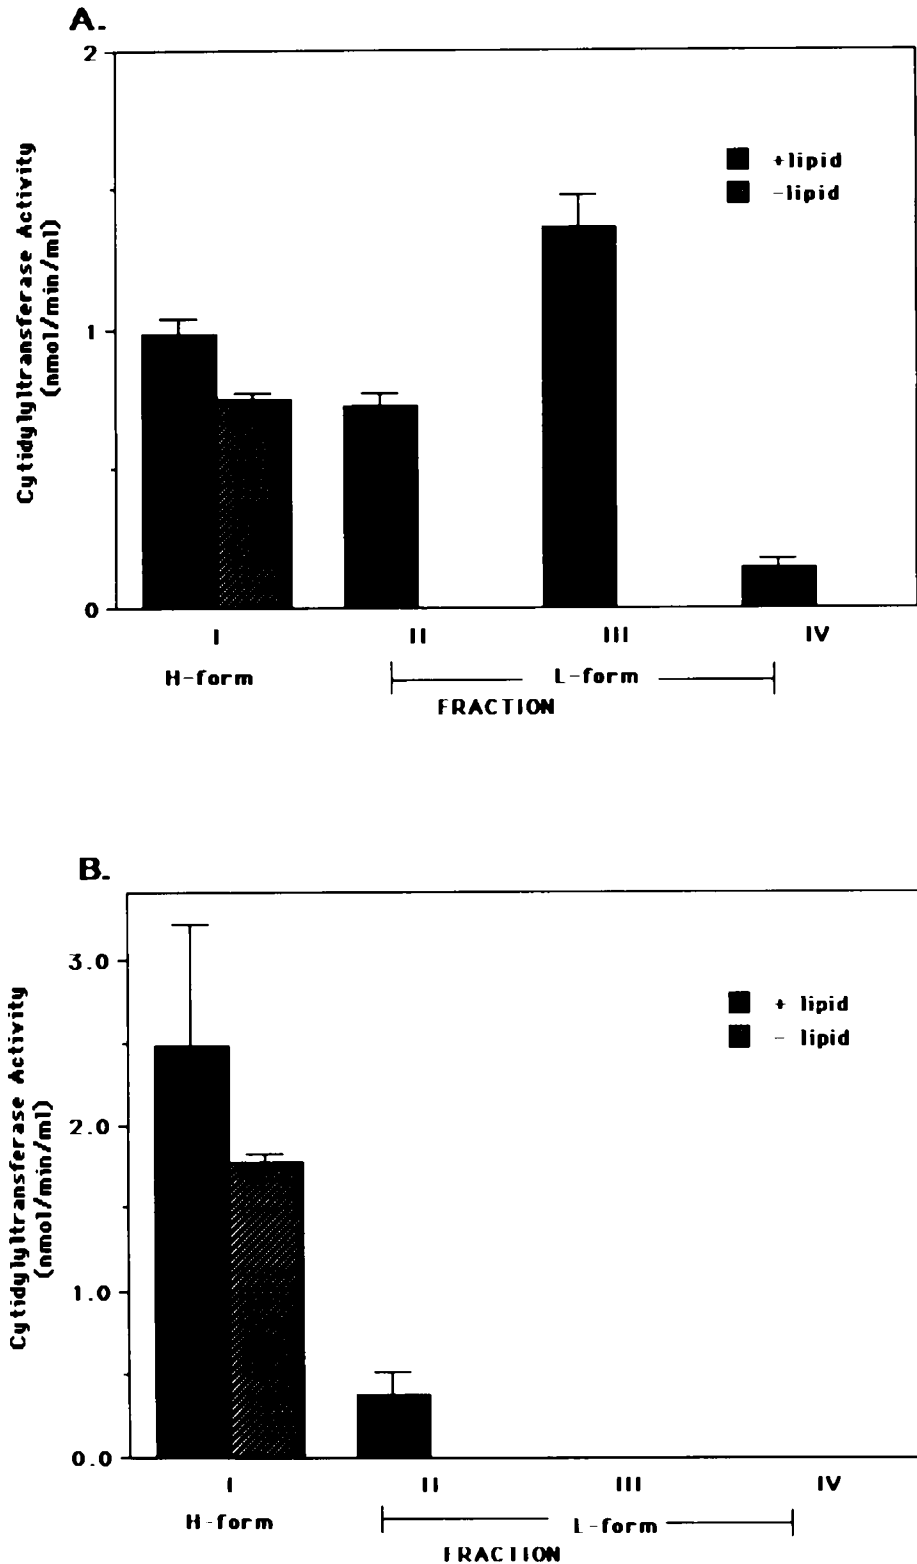 A.
2
1
0
Cytidylyltransferase Activity
(nmol/min/ml)
+lipid
-lipid
I II III IV
H-form L-form
FRACTION
B.
3.0
2.0
1.0
0.0
Cytidylyltransferase Activity
(nmol/min/ml)
+ lipid
- lipid
I II III IV
H-form L-form
FRACTION